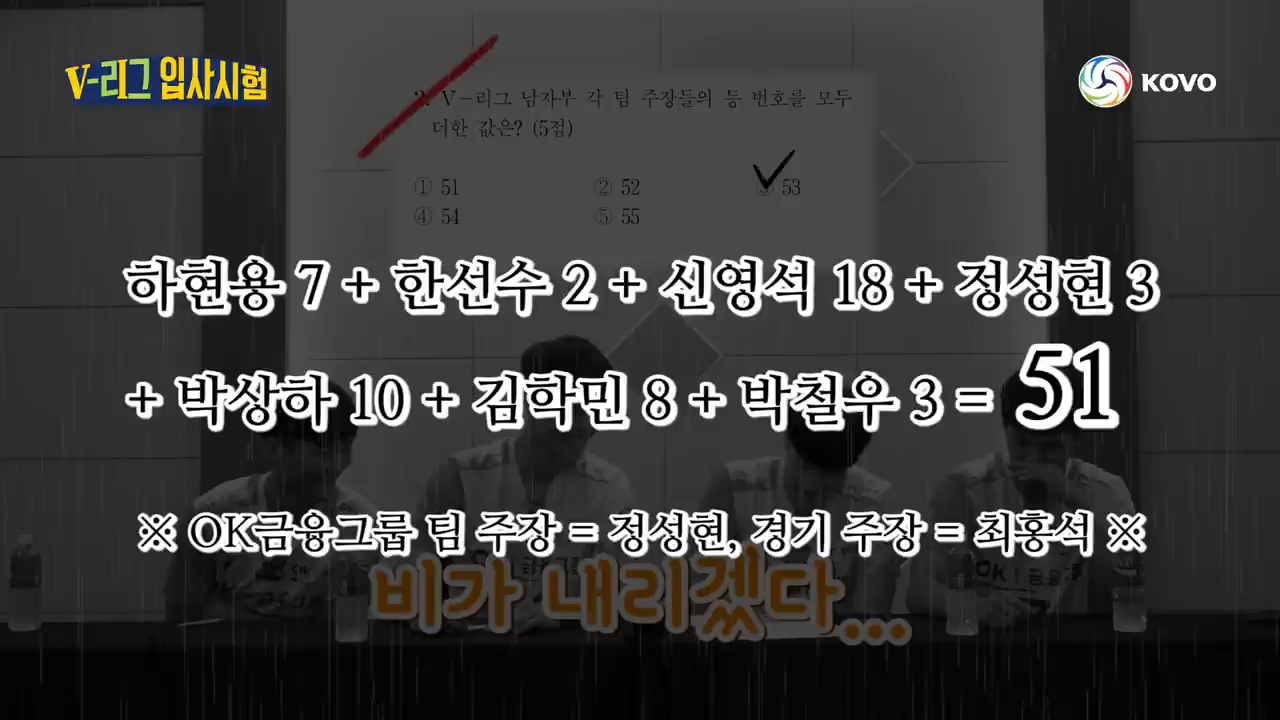 V-리그 입사시험
KOVO
2. V-리그 남자부 각 팀 주장들의 등 번호를 모두
더한 값은? (5점)
① 51 ② 52 ③ 53
④ 54 ⑤ 55
하현용 7 + 한선수 2 + 신영석 18 + 정성현 3
+ 박상하 10 + 김학민 8 + 박철우 3 = 51
※ OK금융그룹 팀 주장 = 정성현, 경기 주장 = 최홍석 ※
비가 내리겠다...